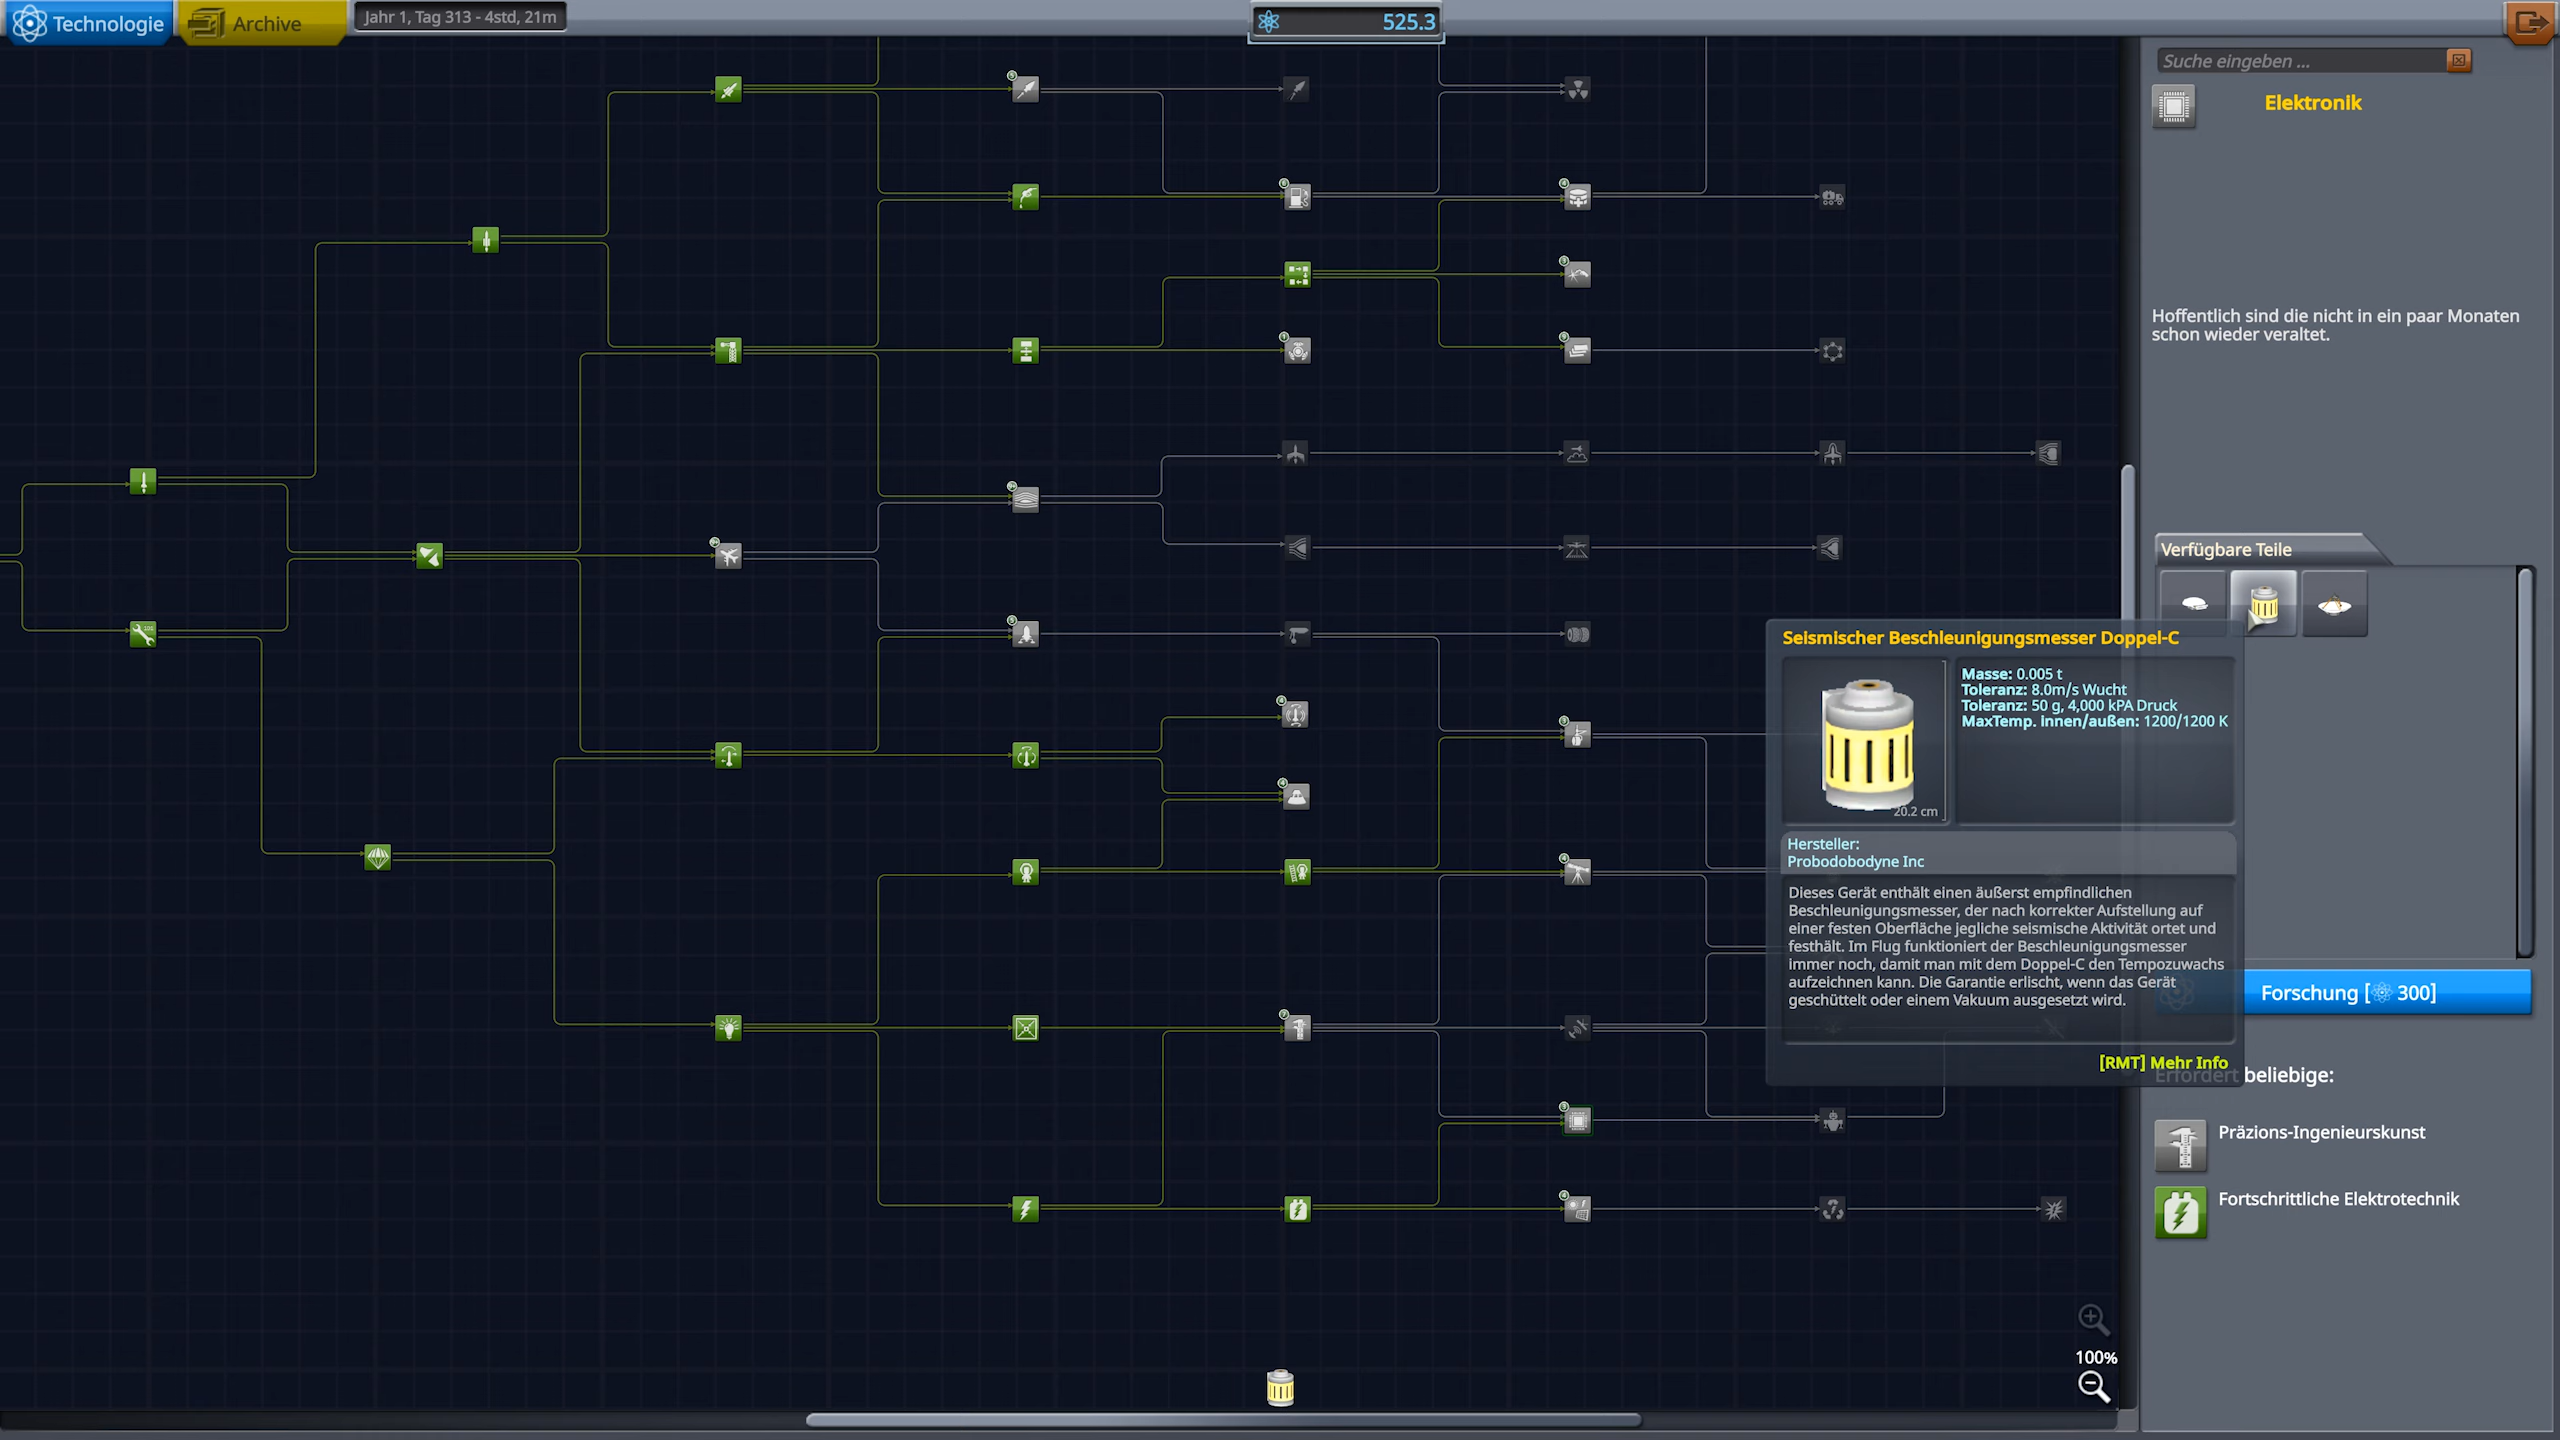 Technologie
Archive
Jahr 1, Tag 313 - 4std, 21m
525.3
Suche eingeben ...
Elektronik
Hoffentlich sind die nicht in ein paar Monaten
schon wieder veraltet.
Verfügbare Teile
Seismischer Beschleunigungsmesser Doppel-C
Masse: 0.005 t
Toleranz: 8.0m/s Wucht
Toleranz: 50 g, 4,000 kPA Druck
MaxTemp. innen/außen: 1200/1200 K
20.2 cm
Hersteller:
Probodobodyne Inc
Dieses Gerät enthält einen äußerst empfindlichen
Beschleunigungsmesser, der nach korrekter Aufstellung auf
einer festen Oberfläche jegliche seismische Aktivität ortet und
festhält. Im Flug funktioniert der Beschleunigungsmesser
immer noch, damit man mit dem Doppel-C den Tempozuwachs
aufzeichnen kann. Die Garantie erlischt, wenn das Gerät
geschüttelt oder einem Vakuum ausgesetzt wird.
[RMT] Mehr Info
Forschung [300]
Erfordert beliebige:
Präzions-Ingenieurskunst
Fortschrittliche Elektrotechnik
100%